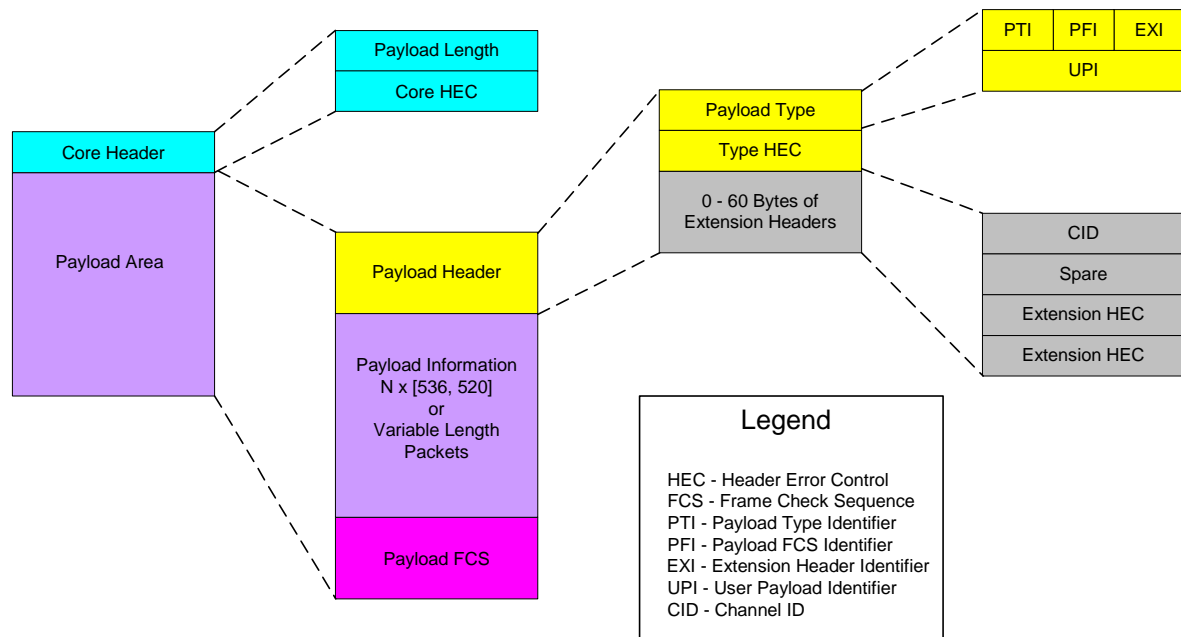 Core Header
Payload Area
Payload Length
Core HEC
Payload Header
Payload Information
N x [536, 520]
or
Variable Length
Packets
Payload FCS
Payload Type
Type HEC
0 - 60 Bytes of
Extension Headers
PTI PFI EXI
UPI
CID
Spare
Extension HEC
Extension HEC
Legend
HEC - Header Error Control
FCS - Frame Check Sequence
PTI - Payload Type Identifier
PFI - Payload FCS Identifier
EXI - Extension Header Identifier
UPI - User Payload Identifier
CID - Channel ID